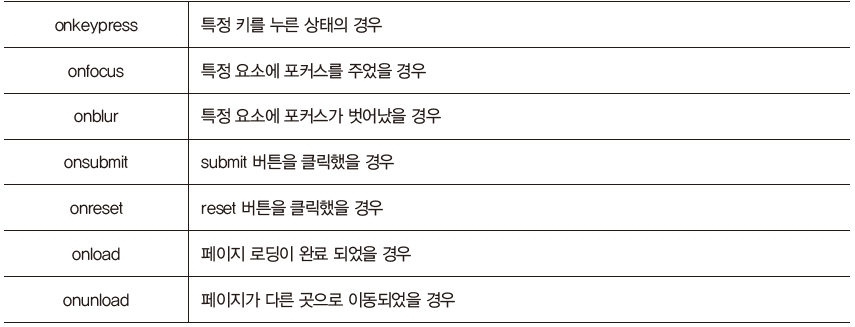 onkeypress 특정 키를 누른 상태의 경우
onfocus 특정 요소에 포커스를 주었을 경우
onblur 특정 요소에 포커스가 벗어났을 경우
onsubmit submit 버튼을 클릭했을 경우
onreset reset 버튼을 클릭했을 경우
onload 페이지 로딩이 완료 되었을 경우
onunload 페이지가 다른 곳으로 이동되었을 경우